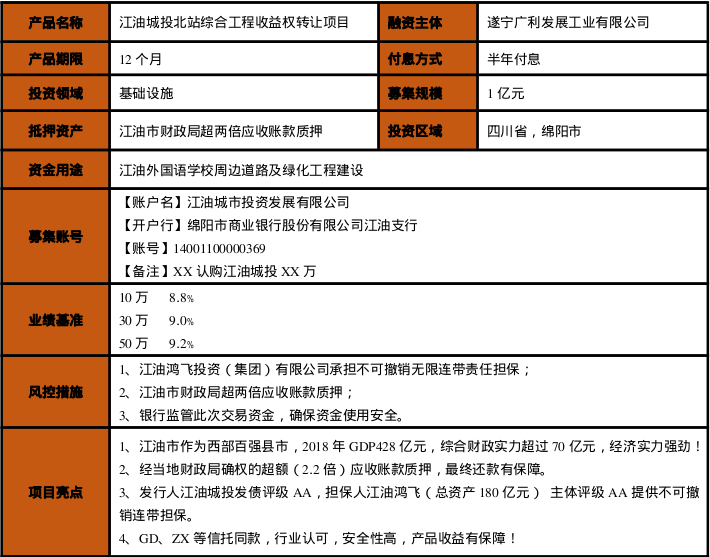 产品名称 江油城投北站综合工程收益权转让项目 融资主体 遂宁广利发展工业有限公司
产品期限 12 个月 付息方式 半年付息
投资领域 基础设施 募集规模 1 亿元
抵押资产 江油市财政局超两倍应收账款质押 投资区域 四川省，绵阳市
资金用途 江油外国语学校周边道路及绿化工程建设
募集账号
【账户名】江油城市投资发展有限公司
【开户行】绵阳市商业银行股份有限公司江油支行
【账号】14001100000369
【备注】XX 认购江油城投 XX 万
业绩基准
10 万 8.8%
30 万 9.0%
50 万 9.2%
风控措施
1、江油鸿飞投资（集团）有限公司承担不可撤销无限连带责任担保；
2、江油市财政局超两倍应收账款质押；
3、银行监管此次交易资金，确保资金使用安全。
项目亮点
1、江油市作为西部百强县市，2018 年 GDP428 亿元，综合财政实力超过 70 亿元，经济实力强劲！
2、经当地财政局确权的超额（2.2 倍）应收账款质押，最终还款有保障。
3、发行人江油城投发债评级 AA，担保人江油鸿飞（总资产 180 亿元） 主体评级 AA 提供不可撤
销连带担保。
4、GD、ZX 等信托同款，行业认可，安全性高，产品收益有保障！